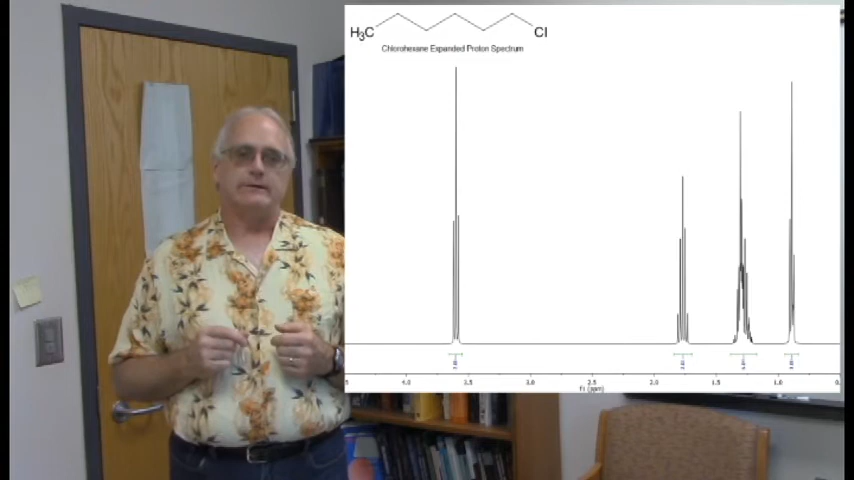 H₃C Cl
Chlorohexane Expanded Proton Spectrum
4.0 3.5 3.0 2.5 2.0 1.5 1.0 0.
f1 (ppm)